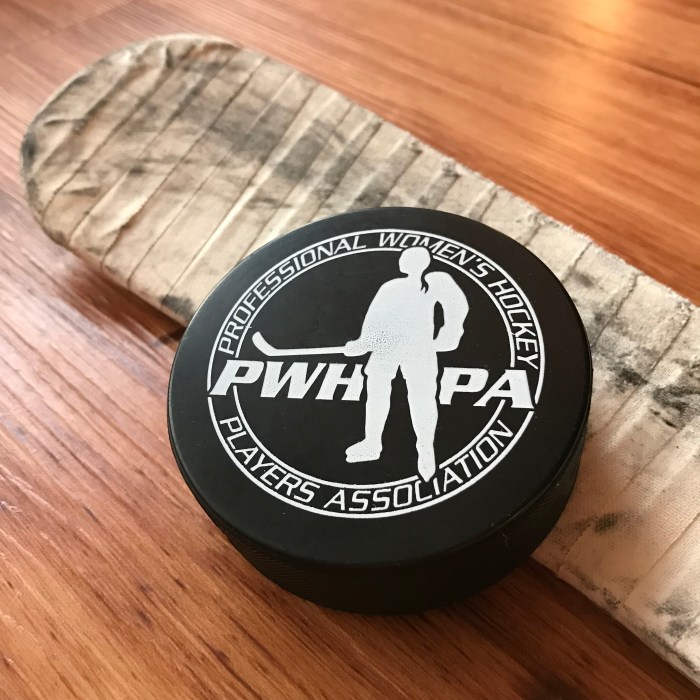 PROFESSIONAL WOMEN'S HOCKEY
PWHPA
PLAYERS ASSOCIATION